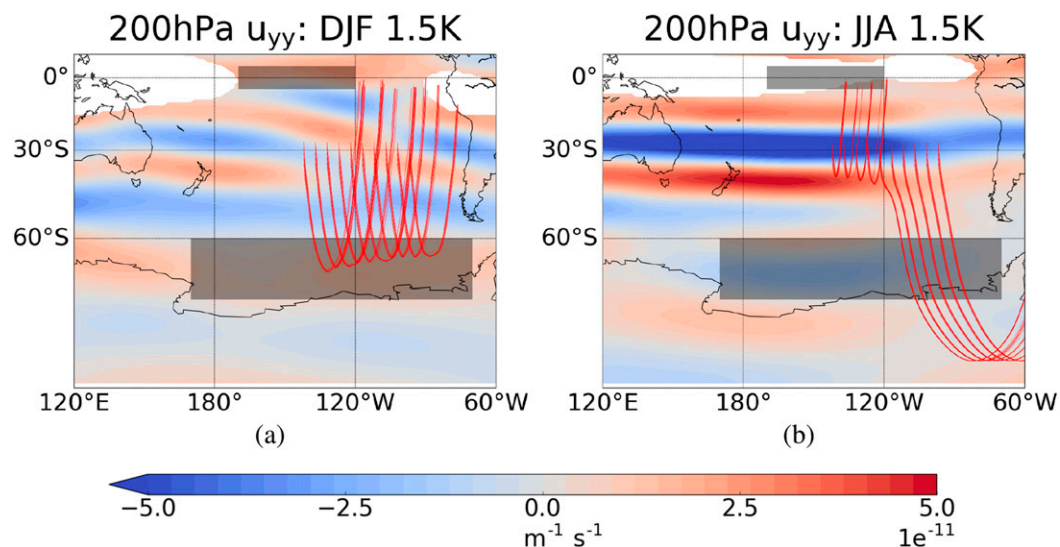 200hPa u_yy: DJF 1.5K
200hPa u_yy: JJA 1.5K
0°
30°S
60°S
120°E 180° 120°W 60°W
(a)
0°
30°S
60°S
120°E 180° 120°W 60°W
(b)
−5.0 −2.5 0.0 2.5 5.0
m⁻¹ s⁻¹
1e⁻¹¹